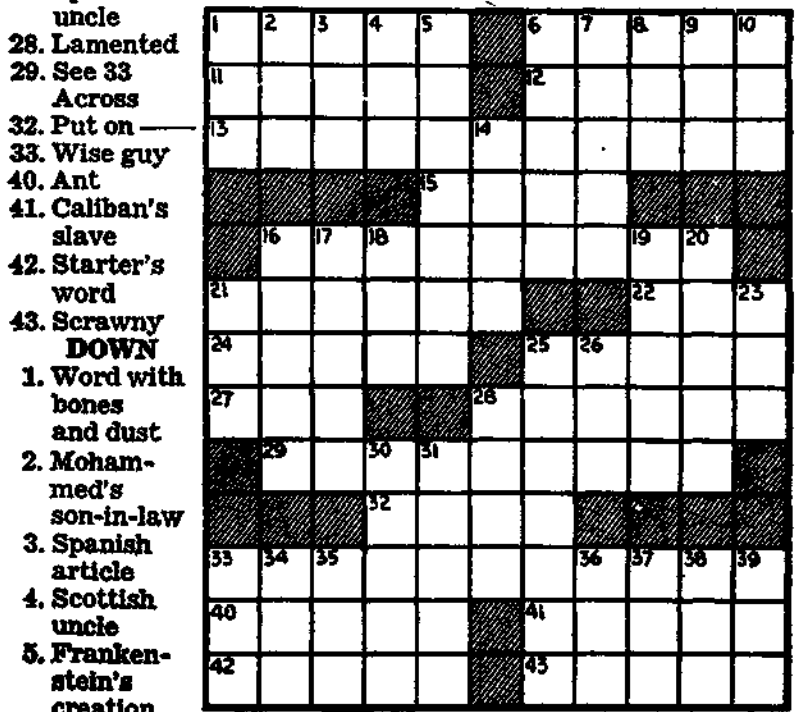 uncle
28. Lamented
29. See 33
Across
32. Put on ——
33. Wise guy
40. Ant
41. Caliban's
slave
42. Starter's
word
43. Scrawny
DOWN
1. Word with
bones
and dust
2. Moham-
med's
son-in-law
3. Spanish
article
4. Scottish
uncle
5. Franken-
stein's
creation
1 2 3 4 5 6 7 8 9 10
11 12
13 14
15
16 17 18 19 20
21 22 23
24 25 26
27 28
29 30 31
32
33 34 35 36 37 38 39
40 41
42 43